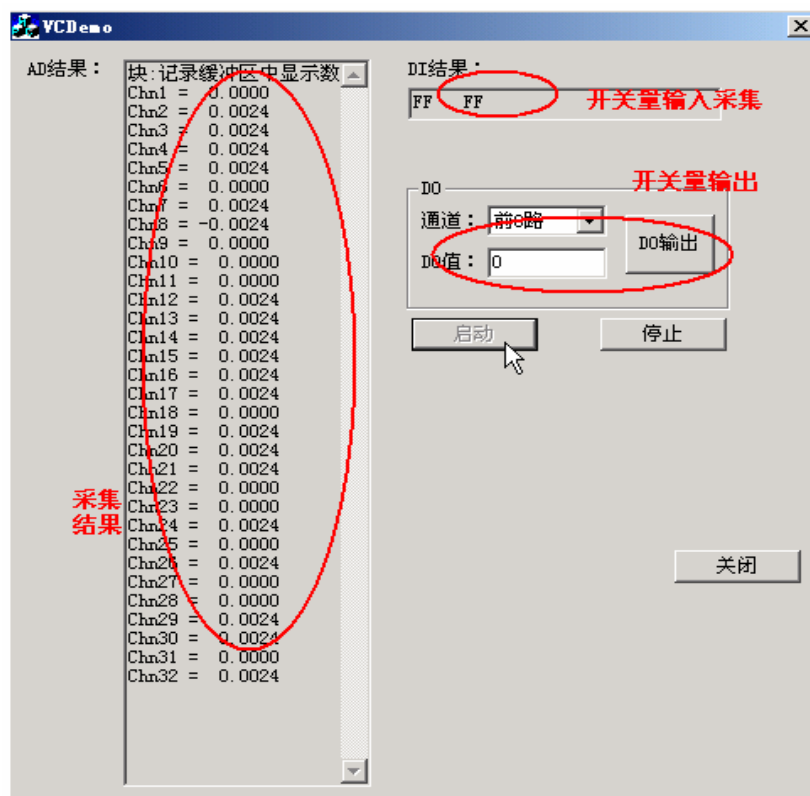 VCDemo
AD结果：
块:记录缓冲区中显示数
Chn1 = 0.0000
Chn2 = 0.0024
Chn3 = 0.0024
Chn4 = 0.0024
Chn5 = 0.0024
Chn6 = 0.0000
Chn7 = 0.0024
Chn8 = -0.0024
Chn9 = 0.0000
Chn10 = 0.0000
Chn11 = 0.0000
Chn12 = 0.0024
Chn13 = 0.0024
Chn14 = 0.0024
Chn15 = 0.0024
Chn16 = 0.0024
Chn17 = 0.0024
Chn18 = 0.0000
Chn19 = 0.0024
Chn20 = 0.0024
Chn21 = 0.0024
Chn22 = 0.0000
Chn23 = 0.0000
Chn24 = 0.0024
Chn25 = 0.0000
Chn26 = 0.0024
Chn27 = 0.0000
Chn28 = 0.0000
Chn29 = 0.0024
Chn30 = 0.0024
Chn31 = 0.0000
Chn32 = 0.0024
采集
结果
DI结果：
FF FF
开关量输入采集
开关量输出
DO
通道：前8路
DO值：0
DO输出
启动
停止
关闭